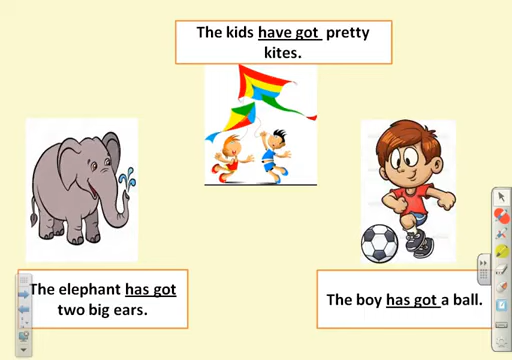 The kids have got pretty
kites.
The elephant has got
two big ears.
The boy has got a ball.